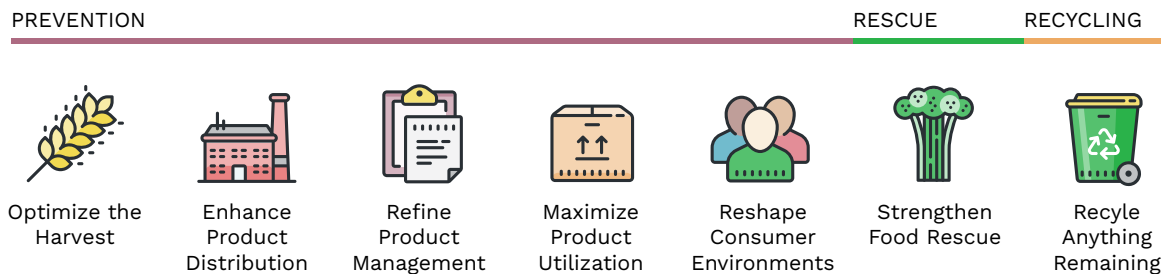 PREVENTION
RESCUE
RECYCLING
Optimize the
Harvest
Enhance
Product
Distribution
Refine
Product
Management
Maximize
Product
Utilization
Reshape
Consumer
Environments
Strengthen
Food Rescue
Recyle
Anything
Remaining